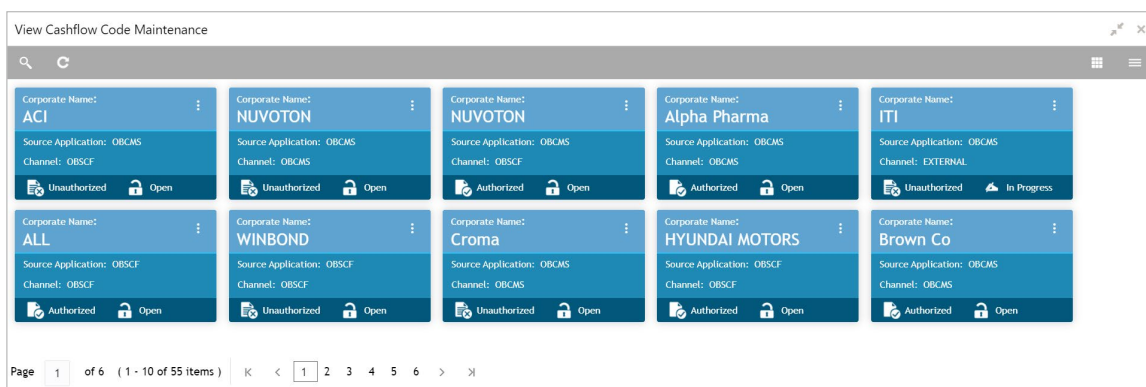 View Cashflow Code Maintenance
Corporate Name:
ACI
Source Application: OBCMS
Channel: OBSCF
Unauthorized Open
Corporate Name:
NUVOTON
Source Application: OBCMS
Channel: OBCMS
Unauthorized Open
Corporate Name:
NUVOTON
Source Application: OBCMS
Channel: OBSCF
Authorized Open
Corporate Name:
Alpha Pharma
Source Application: OBCMS
Channel: OBCMS
Authorized Open
Corporate Name:
ITI
Source Application: OBCMS
Channel: EXTERNAL
Unauthorized In Progress
Corporate Name:
ALL
Source Application: OBSCF
Channel: OBSCF
Authorized Open
Corporate Name:
WINBOND
Source Application: OBSCF
Channel: OBSCF
Unauthorized Open
Corporate Name:
Croma
Source Application: OBCMS
Channel: OBCMS
Unauthorized Open
Corporate Name:
HYUNDAI MOTORS
Source Application: OBSCF
Channel: OBSCF
Authorized Open
Corporate Name:
Brown Co
Source Application: OBCMS
Channel: OBCMS
Authorized Open
Page 1 of 6 ( 1 - 10 of 55 items ) 1 2 3 4 5 6